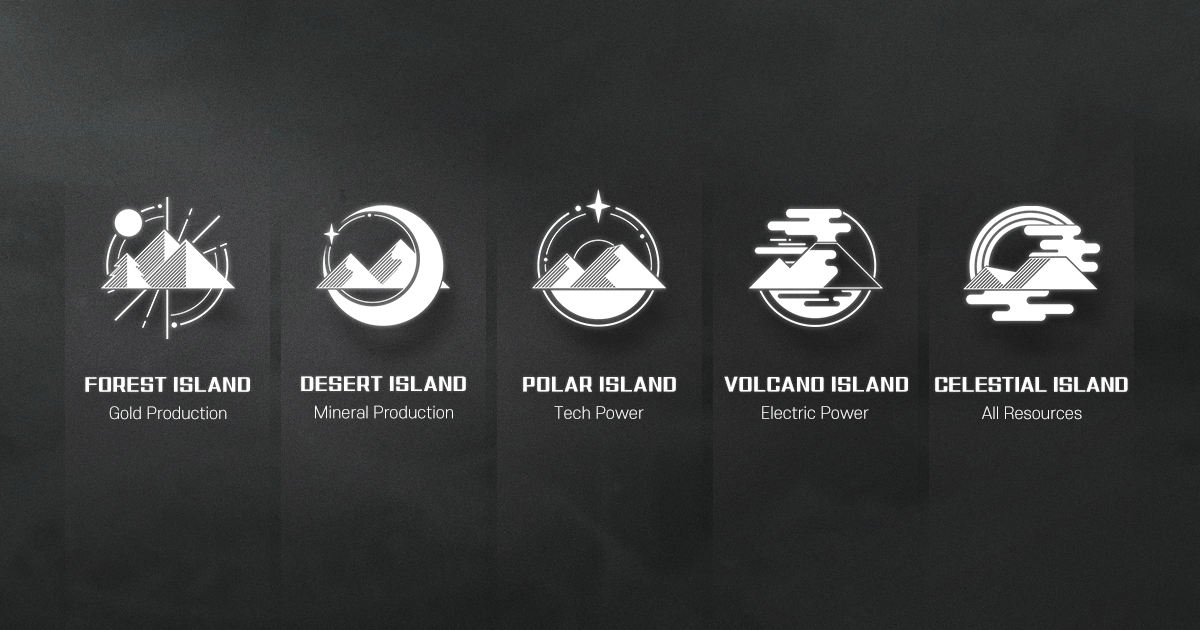 FOREST ISLAND
Gold Production
DESERT ISLAND
Mineral Production
POLAR ISLAND
Tech Power
VOLCANO ISLAND
Electric Power
CELESTIAL ISLAND
All Resources